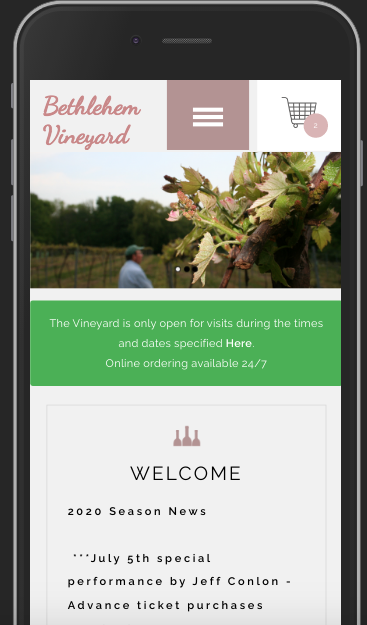 Bethlehem
Vineyard
2
The Vineyard is only open for visits during the times
and dates specified Here.
Online ordering available 24/7
WELCOME
2020 Season News
***July 5th special
performance by Jeff Conlon -
Advance ticket purchases